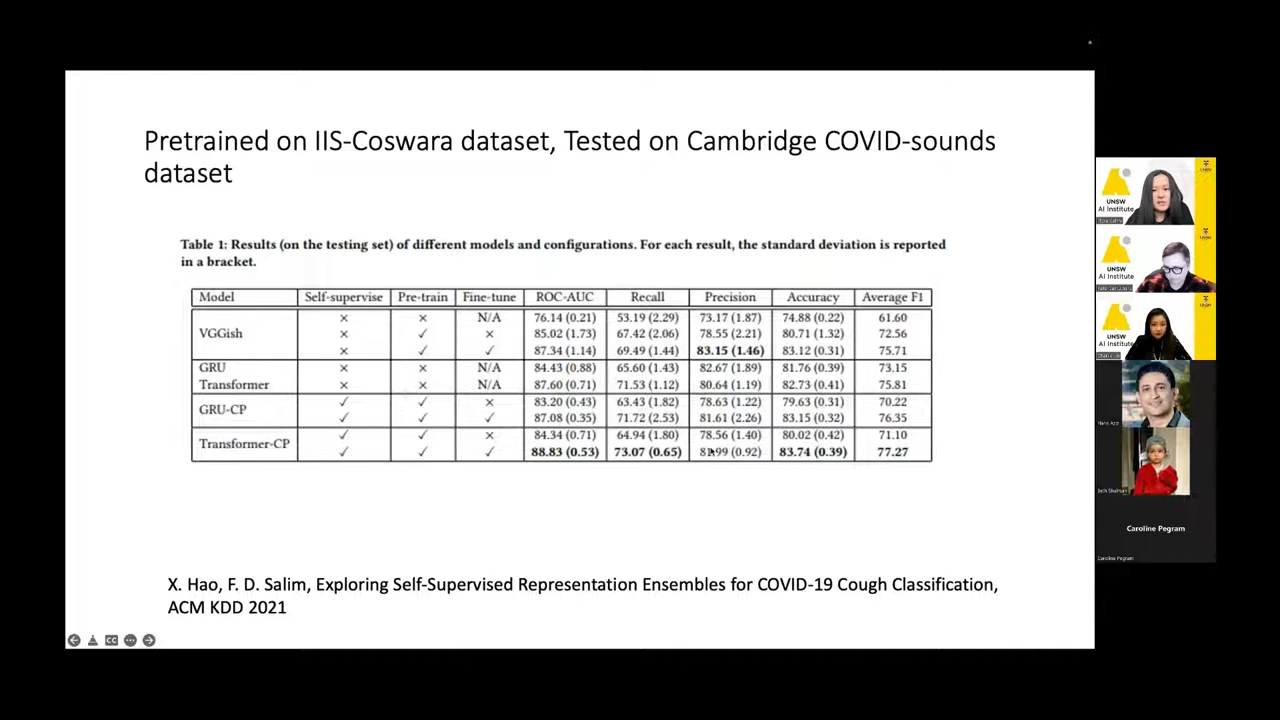 Pretrained on IIS-Coswara dataset, Tested on Cambridge COVID-sounds
dataset
Table 1: Results (on the testing set) of different models and configurations. For each result, the standard deviation is reported
in a bracket.
Model Self-supervise Pre-train Fine-tune ROC-AUC Recall Precision Accuracy Average F1
VGGish
× × N/A 76.14 (0.21) 53.19 (2.29) 73.17 (1.87) 74.88 (0.22) 61.60
× ✓ × 85.02 (1.73) 67.42 (2.06) 78.55 (2.21) 80.71 (1.32) 72.56
× ✓ ✓ 87.34 (1.14) 69.49 (1.44) 83.15 (1.46) 83.12 (0.31) 75.71
GRU × × N/A 84.43 (0.88) 65.60 (1.43) 82.67 (1.89) 81.76 (0.39) 73.15
Transformer × × N/A 87.60 (0.71) 71.53 (1.12) 80.64 (1.19) 82.73 (0.41) 75.81
GRU-CP
✓ ✓ × 83.20 (0.43) 63.43 (1.82) 78.63 (1.22) 79.63 (0.31) 70.22
✓ ✓ ✓ 87.08 (0.35) 71.72 (2.53) 81.61 (2.26) 83.15 (0.32) 76.35
Transformer-CP
✓ ✓ × 84.34 (0.71) 64.94 (1.80) 78.56 (1.40) 80.02 (0.42) 71.10
✓ ✓ ✓ 88.83 (0.53) 73.07 (0.65) (0.92) 83.74 (0.39) 77.27
X. Hao, F. D. Salim, Exploring Self-Supervised Representation Ensembles for COVID-19 Cough Classification,
ACM KDD 2021
CC
UNSW
AI Institute
UNSW
AI Institute
UNSW
AI Institute
Caroline Pegram
Caroline Pegram